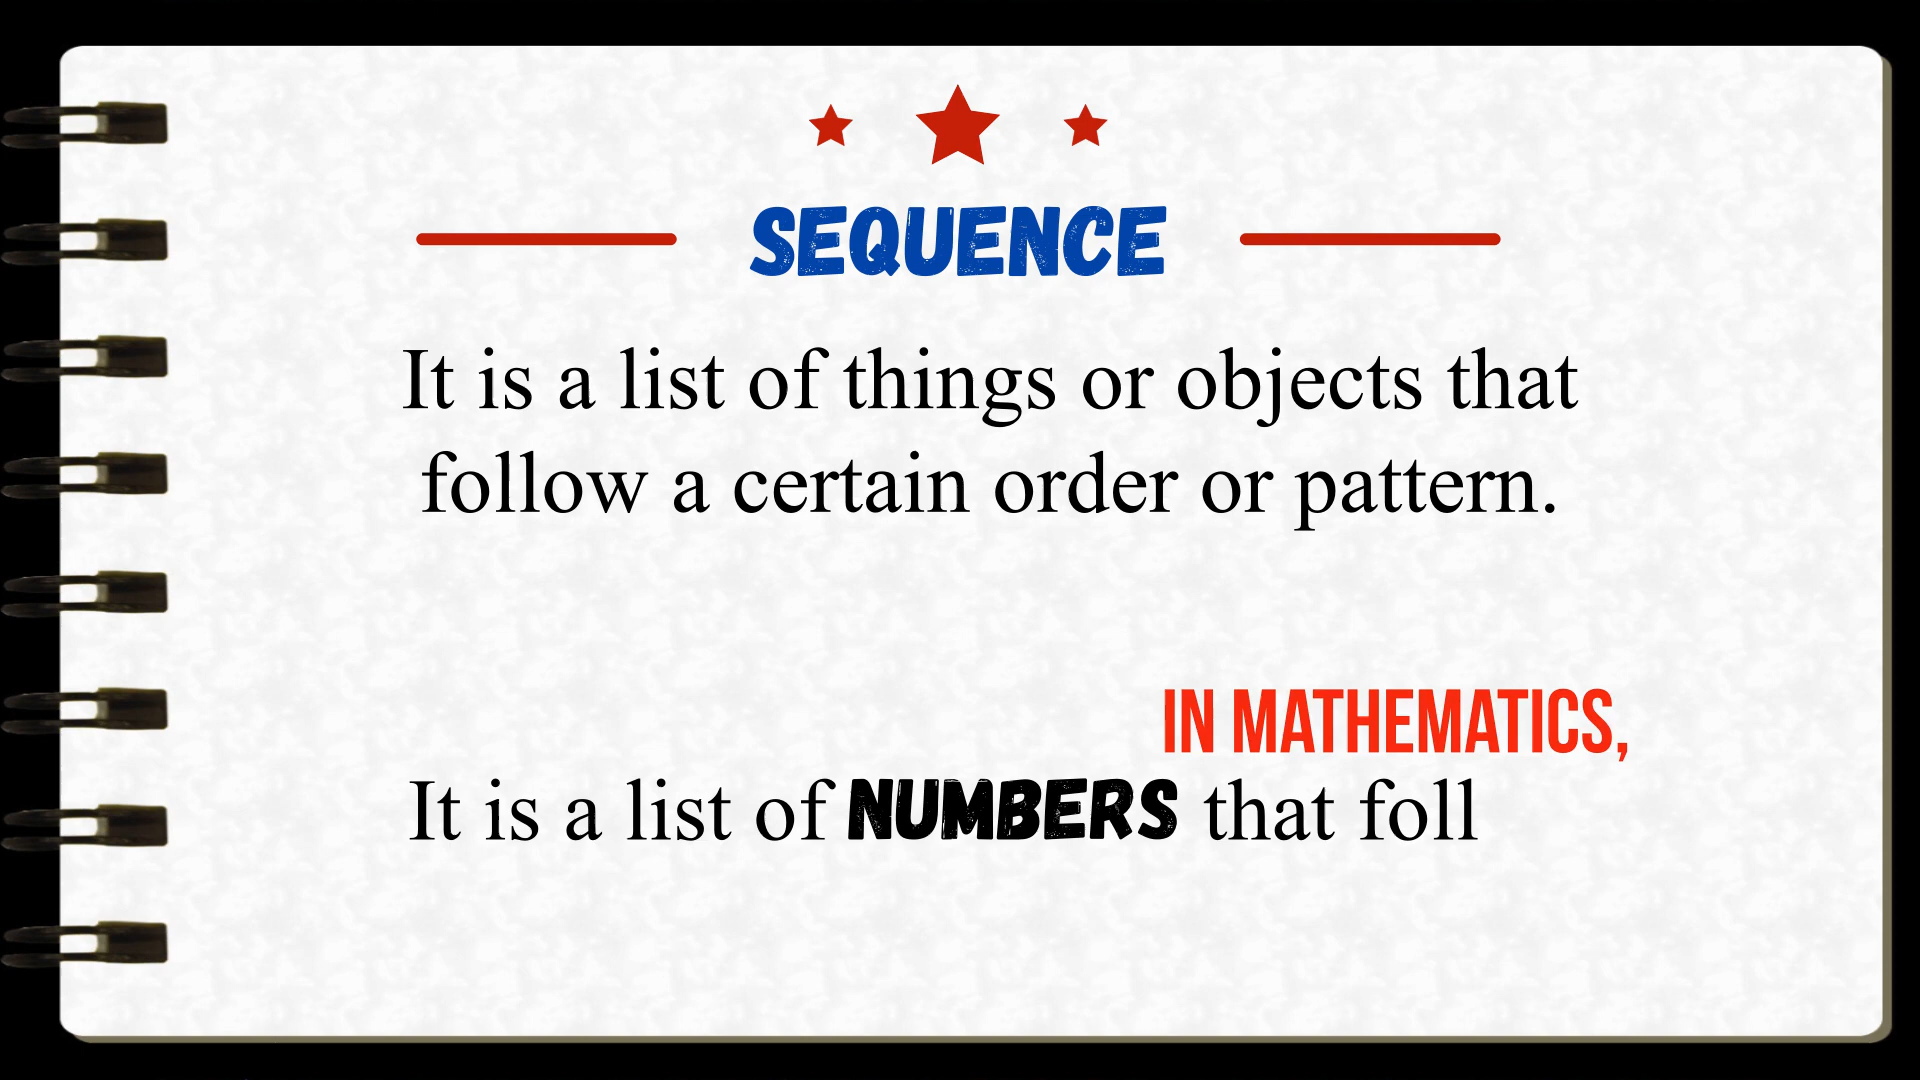 SEQUENCE
It is a list of things or objects that
follow a certain order or pattern.
IN MATHEMATICS,
It is a list of NUMBERS that foll